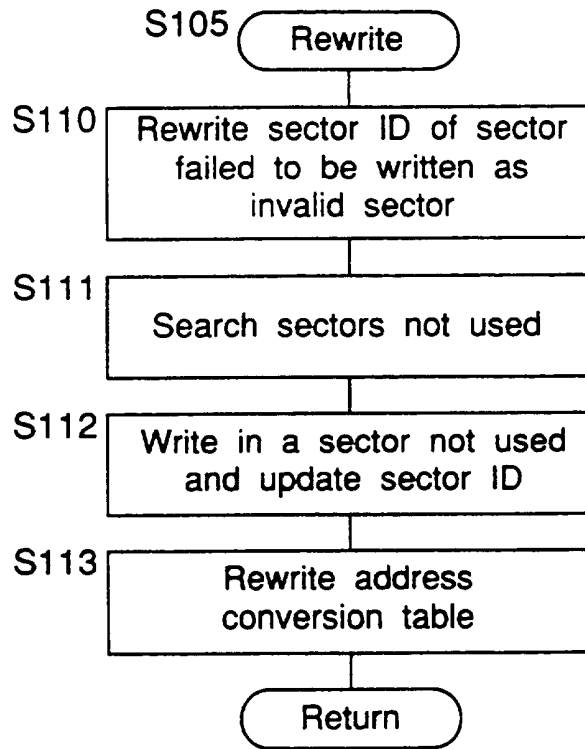 S105
Rewrite
S110
Rewrite sector ID of sector
failed to be written as
invalid sector
S111
Search sectors not used
S112
Write in a sector not used
and update sector ID
S113
Rewrite address
conversion table
Return